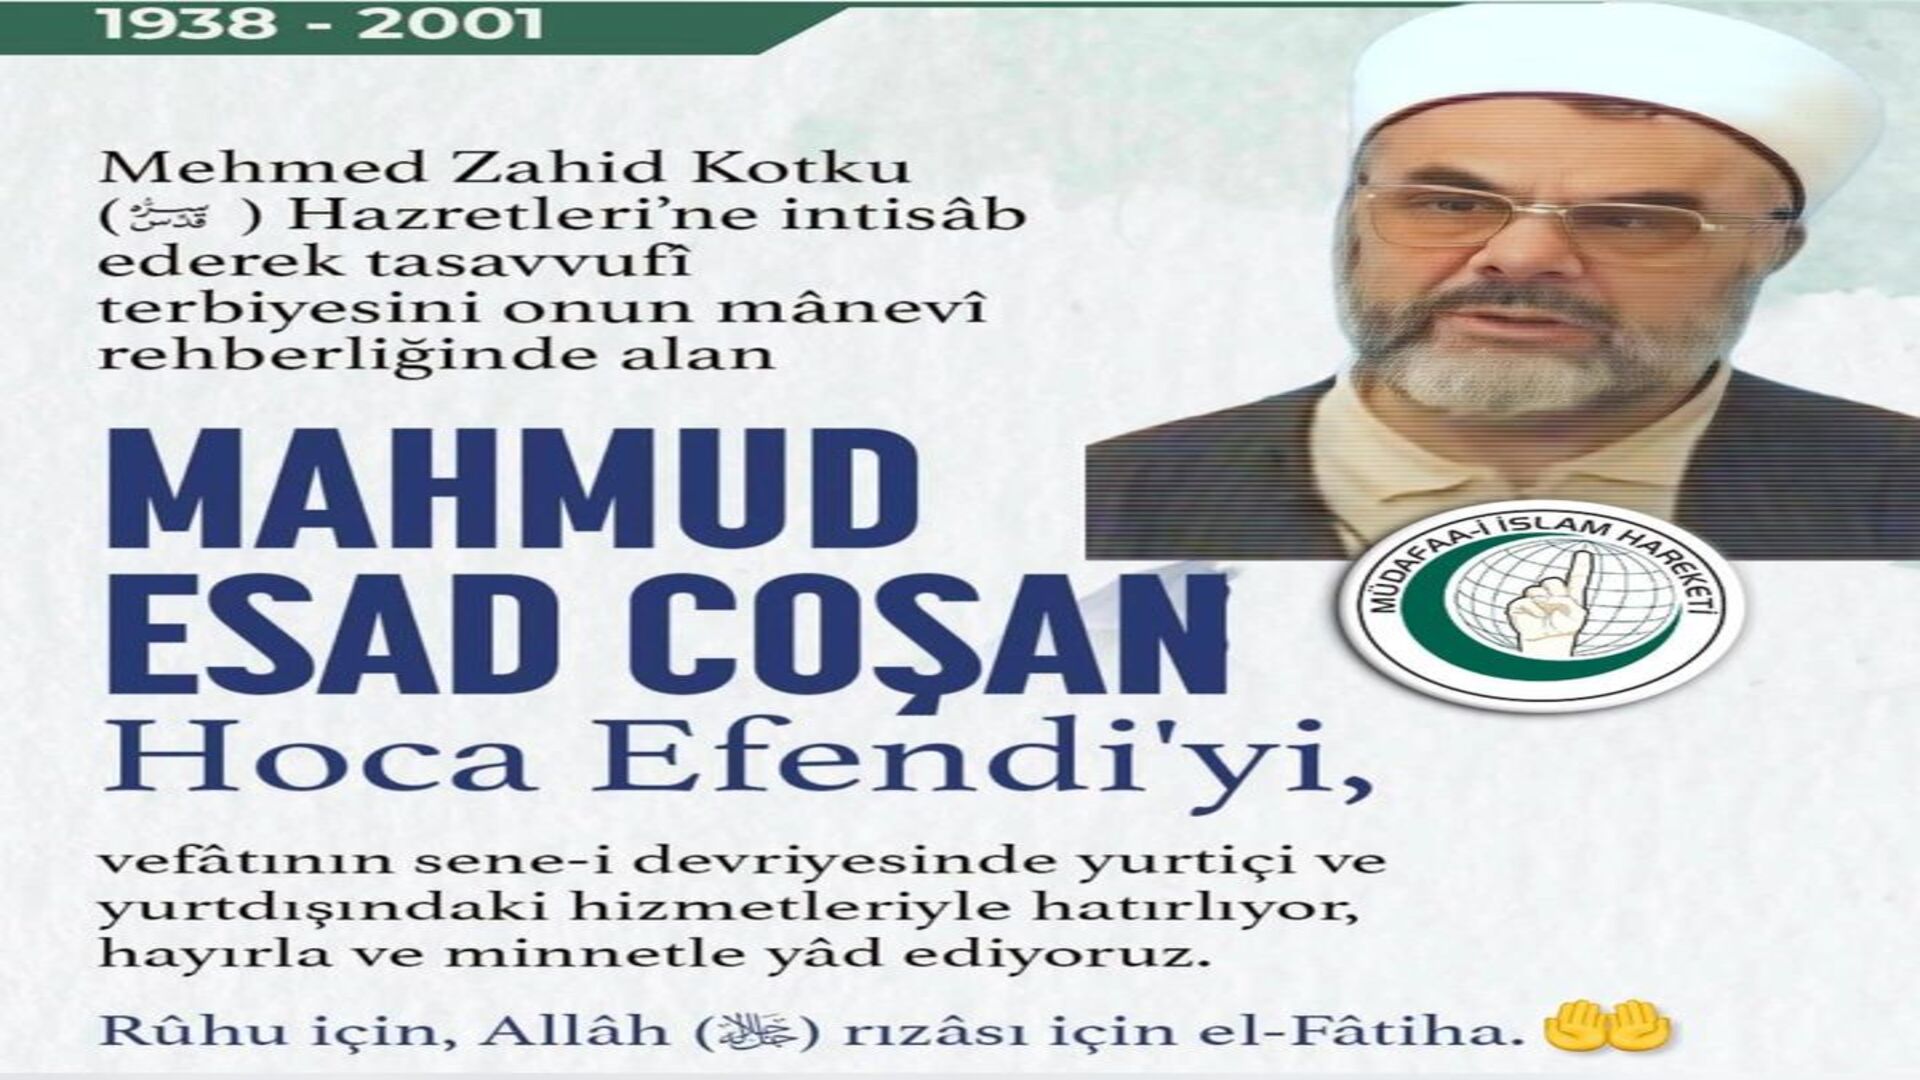 1938 - 2001
Mehmed Zahid Kotku
(قدّس سرّه) Hazretleri’ne intisâb
ederek tasavvufî
terbiyesini onun mânevî
rehberliğinde alan
MAHMUD
ESAD COŞAN
Hoca Efendi'yi,
MÜDAFAA-İ İSLAM HAREKETİ
vefâtının sene-i devriyesinde yurtiçi ve
yurtdışındaki hizmetleriyle hatırlıyor,
hayırla ve minnetle yâd ediyoruz.
Rûhu için, Allâh (جل جلاله) rızâsı için el-Fâtiha. 🤲